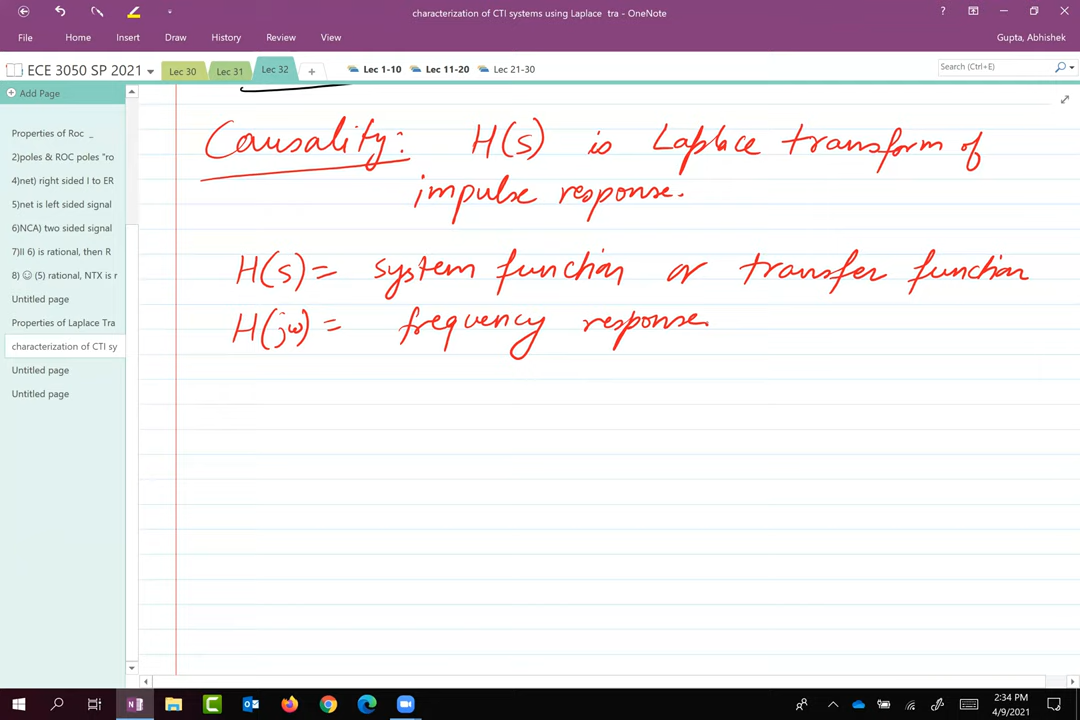 characterization of CTI systems using Laplace tra - OneNote
File Home Insert Draw History Review View
Gupta, Abhishek
ECE 3050 SP 2021 Lec 30 Lec 31 Lec 32 Lec 1-10 Lec 11-20 Lec 21-30
Search (Ctrl+E)
Add Page
Properties of Roc _
2)poles & ROC poles "ro
4)net) right sided I to ER
5)net is left sided signal
6)NCA) two sided signal
7)II 6) is rational, then R
8) ☺ (5) rational, NTX is r
Untitled page
Properties of Laplace Tra
characterization of CTI sy
Untitled page
Untitled page
Causality: H(s) is Laplace transform of
impulse response.
H(s) = system function or transfer function
H(jω) = frequency response.
2:34 PM
4/9/2021